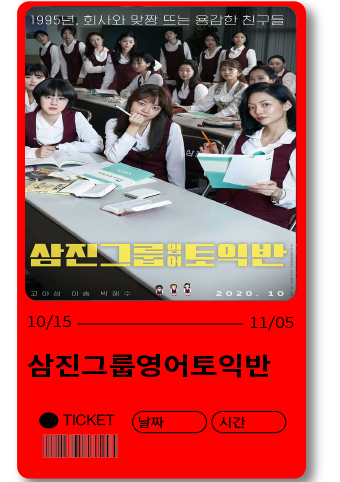 1995년, 회사와 맞짱 뜨는 용감한 친구들
삼진그룹영어토익반
고아성 이솜 박혜수
2020. 10
10/15
11/05
삼진그룹영어토익반
TICKET
날짜
시간